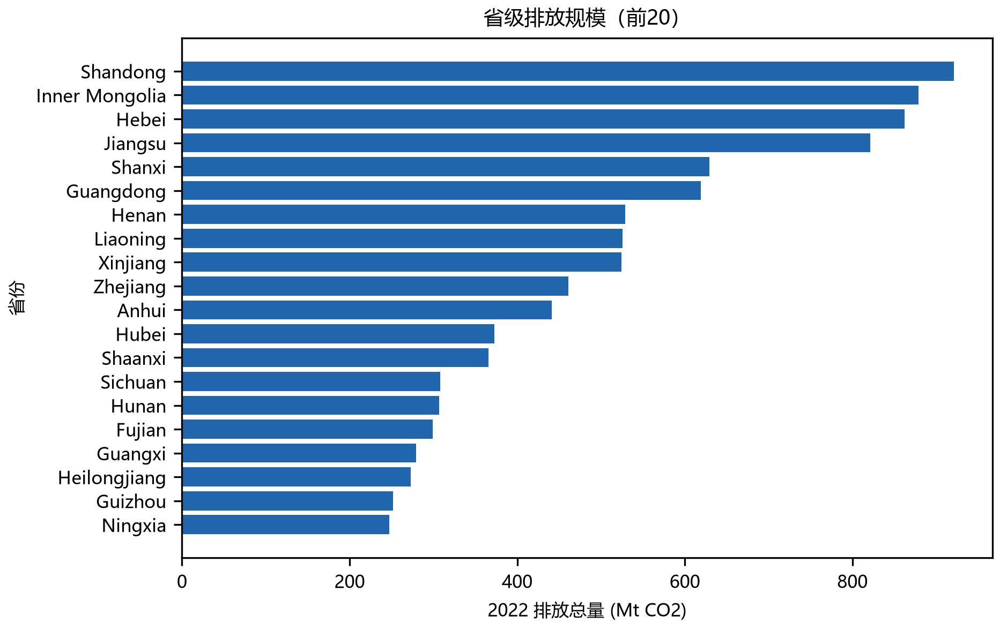 省级排放规模（前20）
Shandong
Inner Mongolia
Hebei
Jiangsu
Shanxi
Guangdong
Henan
Liaoning
Xinjiang
Zhejiang
Anhui
Hubei
Shaanxi
Sichuan
Hunan
Fujian
Guangxi
Heilongjiang
Guizhou
Ningxia
省份
0 200 400 600 800
2022 排放总量 (Mt CO2)